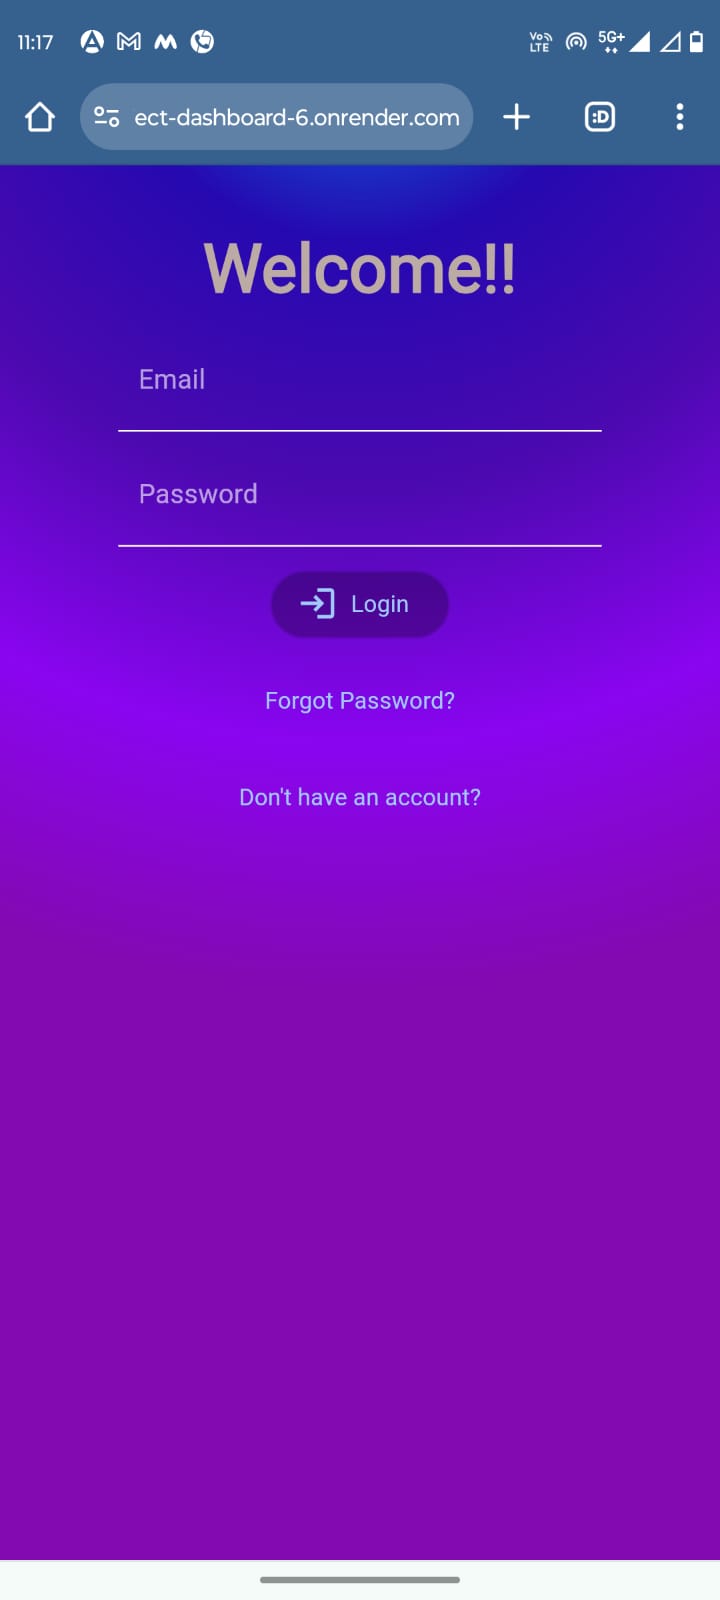 11:17
Vo LTE 5G+
ect-dashboard-6.onrender.com
:D
Welcome!!
Email
Password
Login
Forgot Password?
Don't have an account?